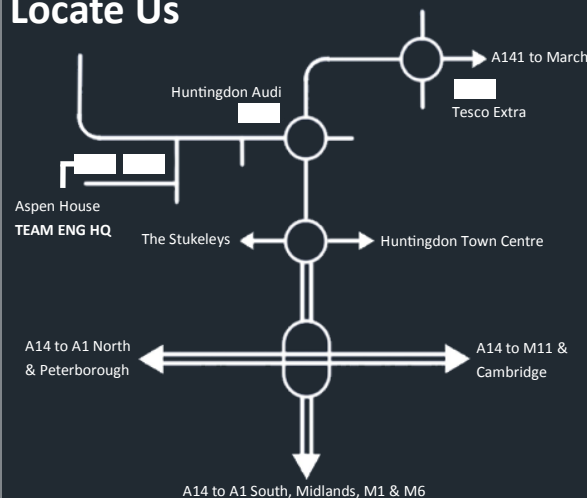 Locate Us
A141 to March
Huntingdon Audi
Tesco Extra
Aspen House
TEAM ENG HQ
The Stukeleys
Huntingdon Town Centre
A14 to A1 North
& Peterborough
A14 to M11 &
Cambridge
A14 to A1 South, Midlands, M1 & M6